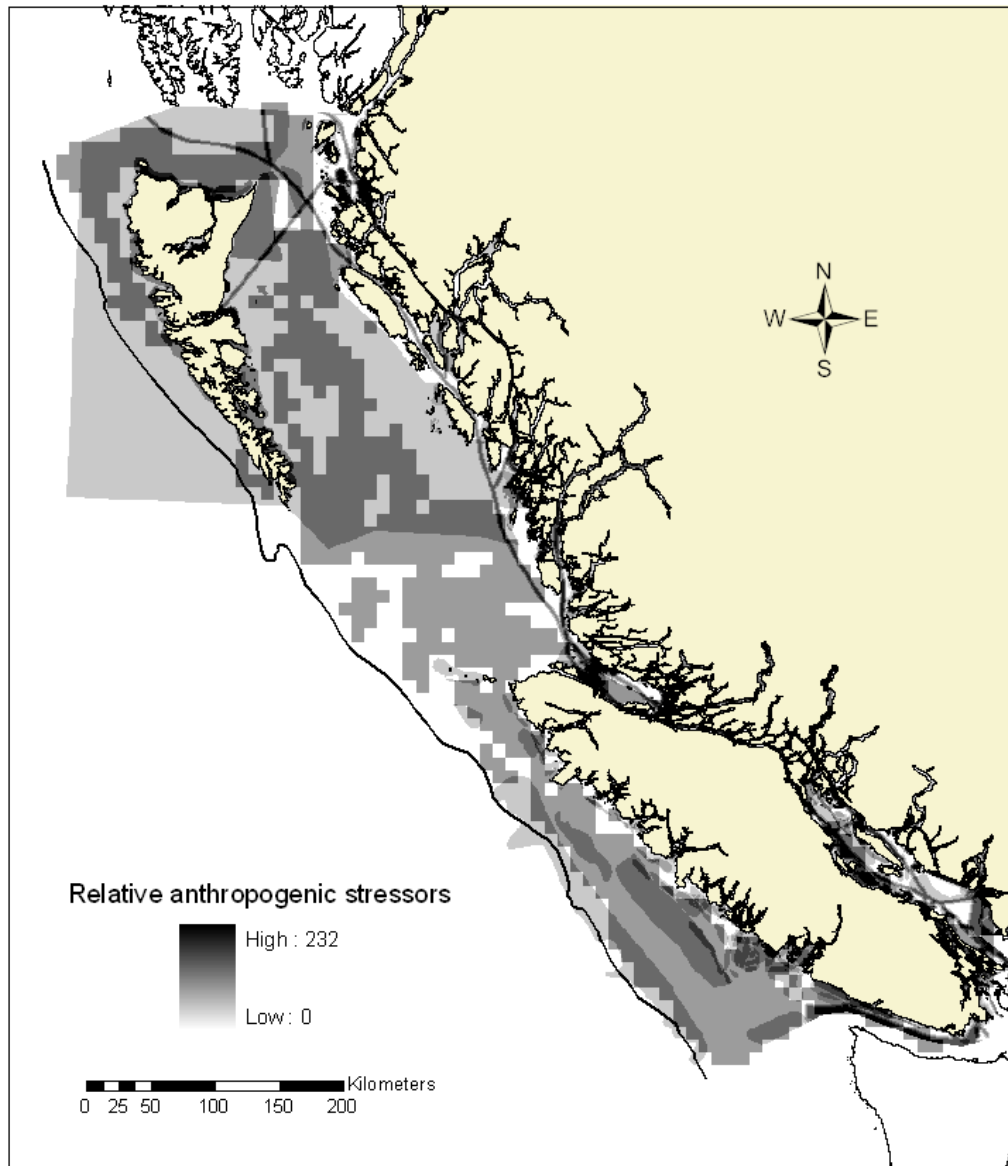 N
W E
S
Relative anthropogenic stressors
High : 232
Low : 0
Kilometers
0 25 50 100 150 200